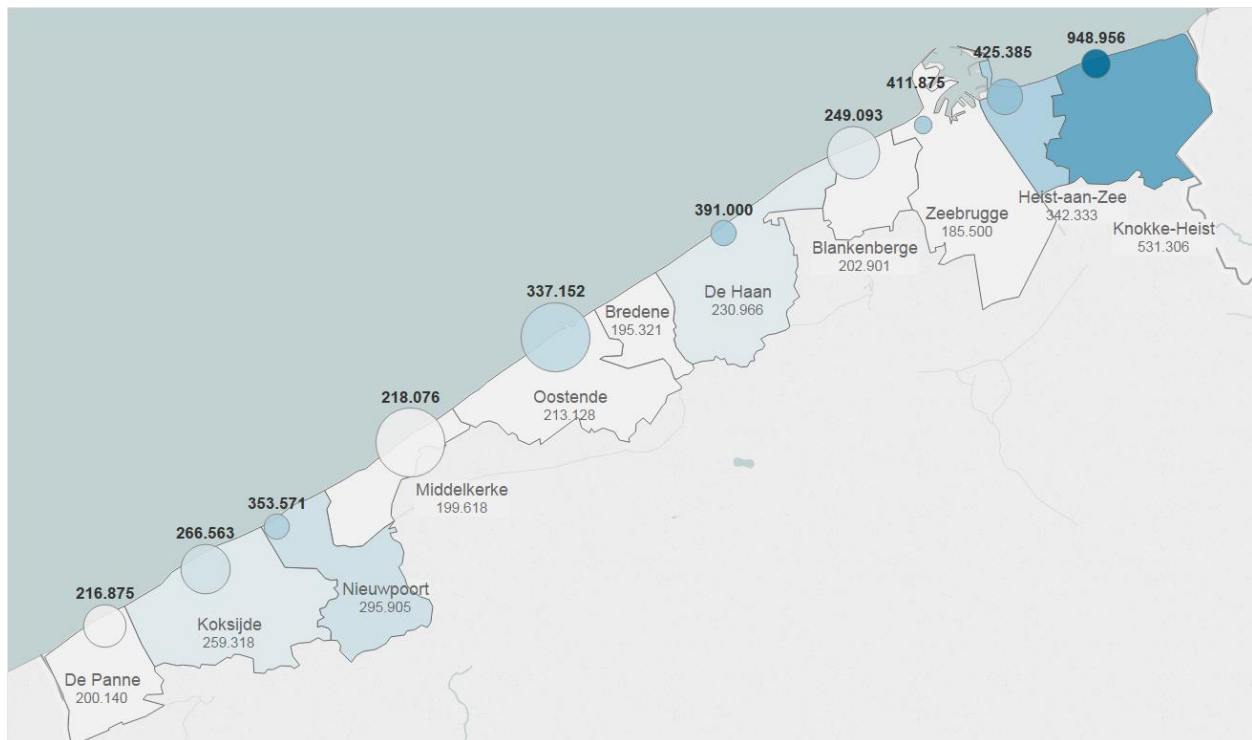 948.956
425.385
411.875
249.093
Heist-aan-Zee
342.333
Zeebrugge
185.500
Knokke-Heist
531.306
391.000
Blankenberge
202.901
De Haan
230.966
337.152
Bredene
195.321
Oostende
213.128
218.076
Middelkerke
199.618
353.571
266.563
Nieuwpoort
295.905
216.875
Koksijde
259.318
De Panne
200.140